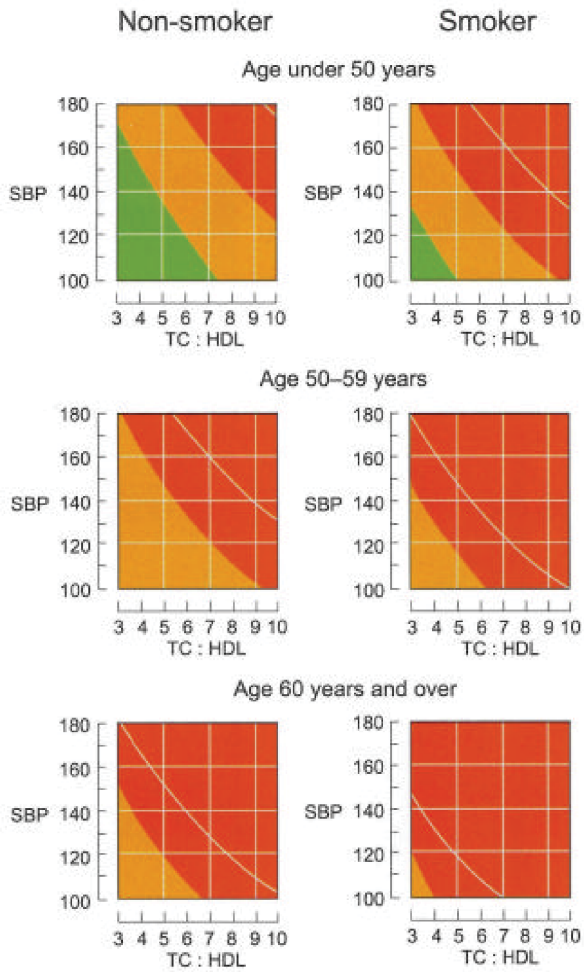 Non-smoker Smoker
Age under 50 years
180 180
160 160
SBP 140 SBP 140
120 120
100 100
3 4 5 6 7 8 9 10 3 4 5 6 7 8 9 10
TC : HDL TC : HDL
Age 50–59 years
180 180
160 160
140 140
SBP SBP
120 120
100 100
3 4 5 6 7 8 9 10 3 4 5 6 7 8 9 10
TC : HDL TC : HDL
Age 60 years and over
180 180
160 160
SBP 140 SBP 140
120 120
100 100
3 4 5 6 7 8 9 10 3 4 5 6 7 8 9 10
TC : HDL TC : HDL